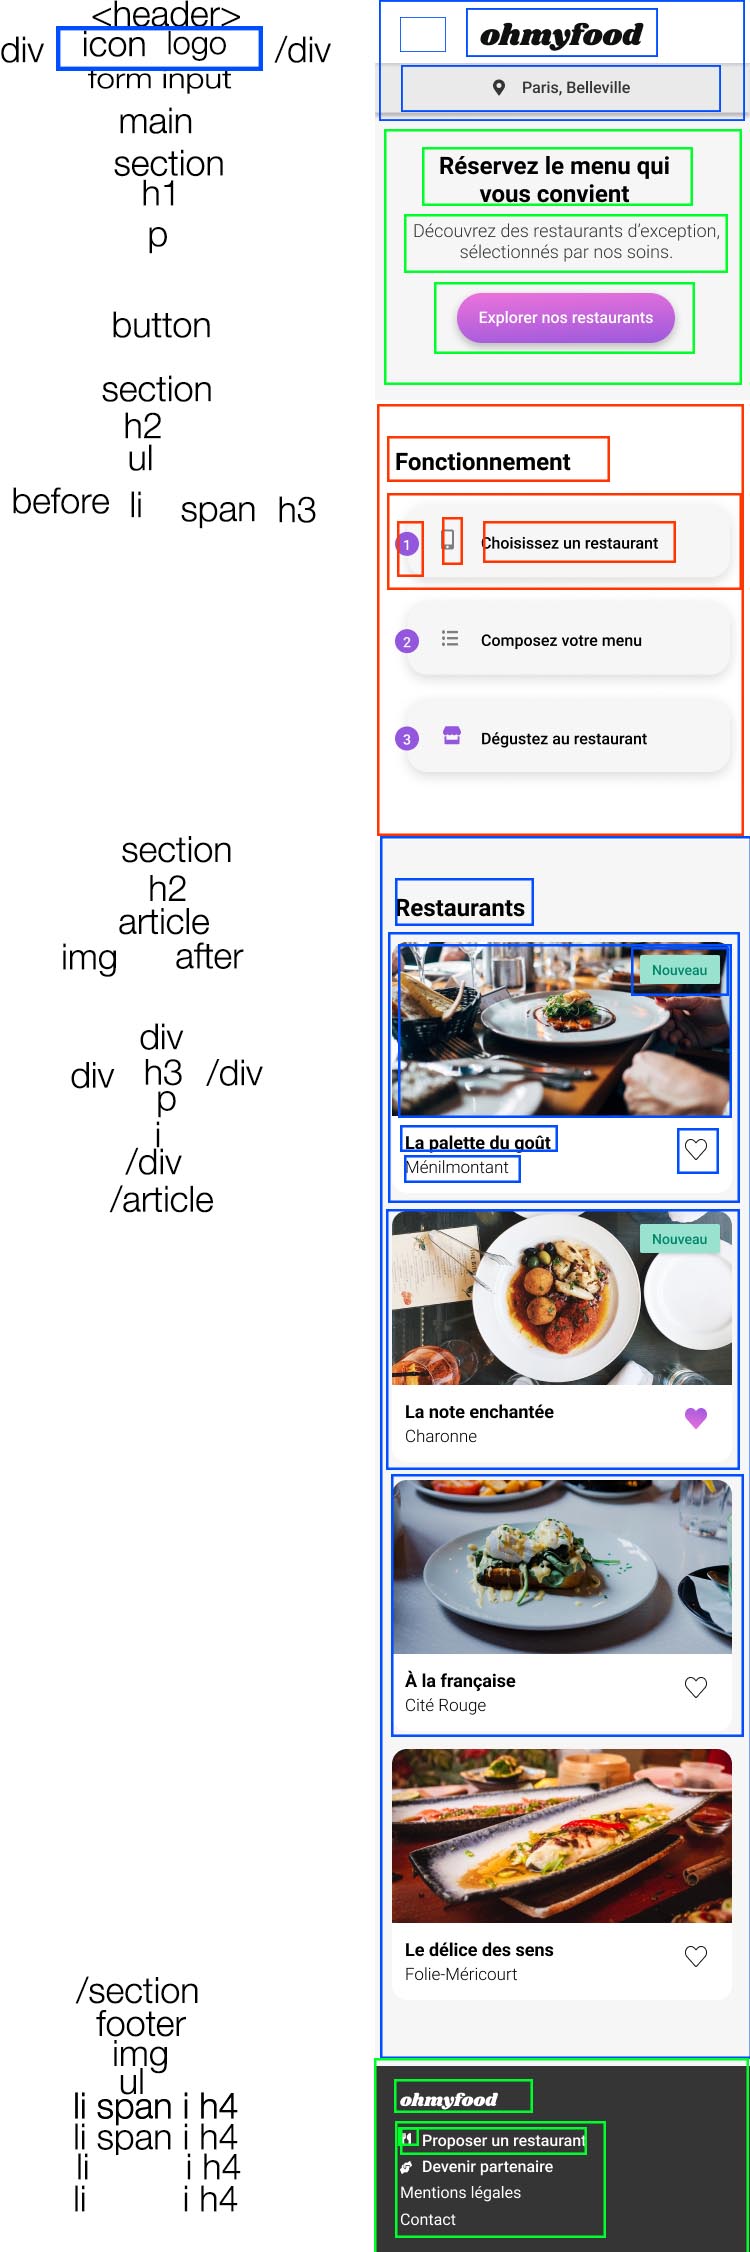 <header>
div icon logo /div
form input
main
section
h1
p
button
section
h2
ul
before li span h3
section
h2
article
img after
div
div h3 /div
p
i
/div
/article
/section
footer
img
ul
li span i h4
li span i h4
li i h4
li i h4
ohmyfood
Paris, Belleville
Réservez le menu qui
vous convient
Découvrez des restaurants d'exception,
sélectionnés par nos soins.
Explorer nos restaurants
Fonctionnement
1 Choisissez un restaurant
2 Composez votre menu
3 Dégustez au restaurant
Restaurants
Nouveau
La palette du goût
Ménilmontant
Nouveau
La note enchantée
Charonne
À la française
Cité Rouge
Le délice des sens
Folie-Méricourt
ohmyfood
Proposer un restaurant
Devenir partenaire
Mentions légales
Contact